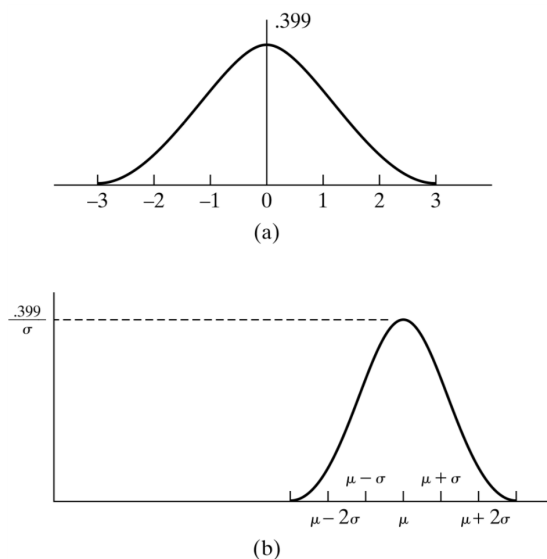 .399
–3 –2 –1 0 1 2 3
(a)
.399
σ
μ – σ μ + σ
μ – 2σ μ μ + 2σ
(b)